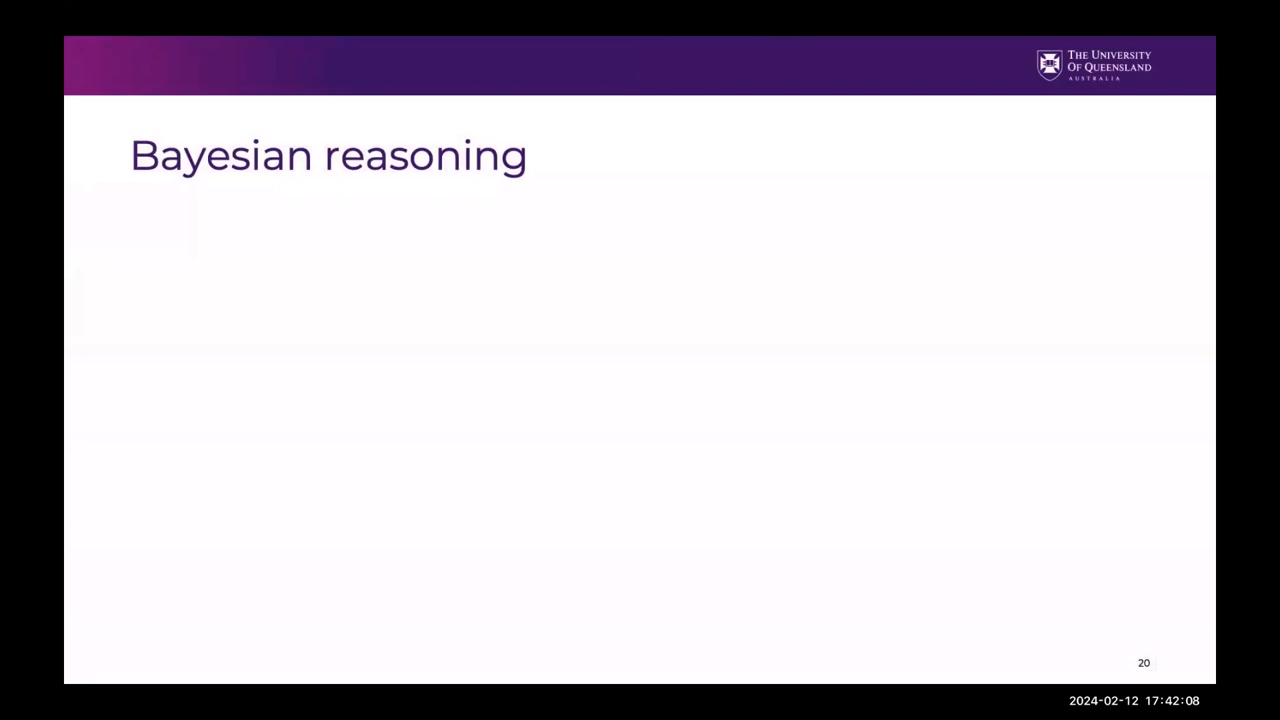 THE UNIVERSITY
OF QUEENSLAND
AUSTRALIA
Bayesian reasoning
20
2024-02-12 17:42:08